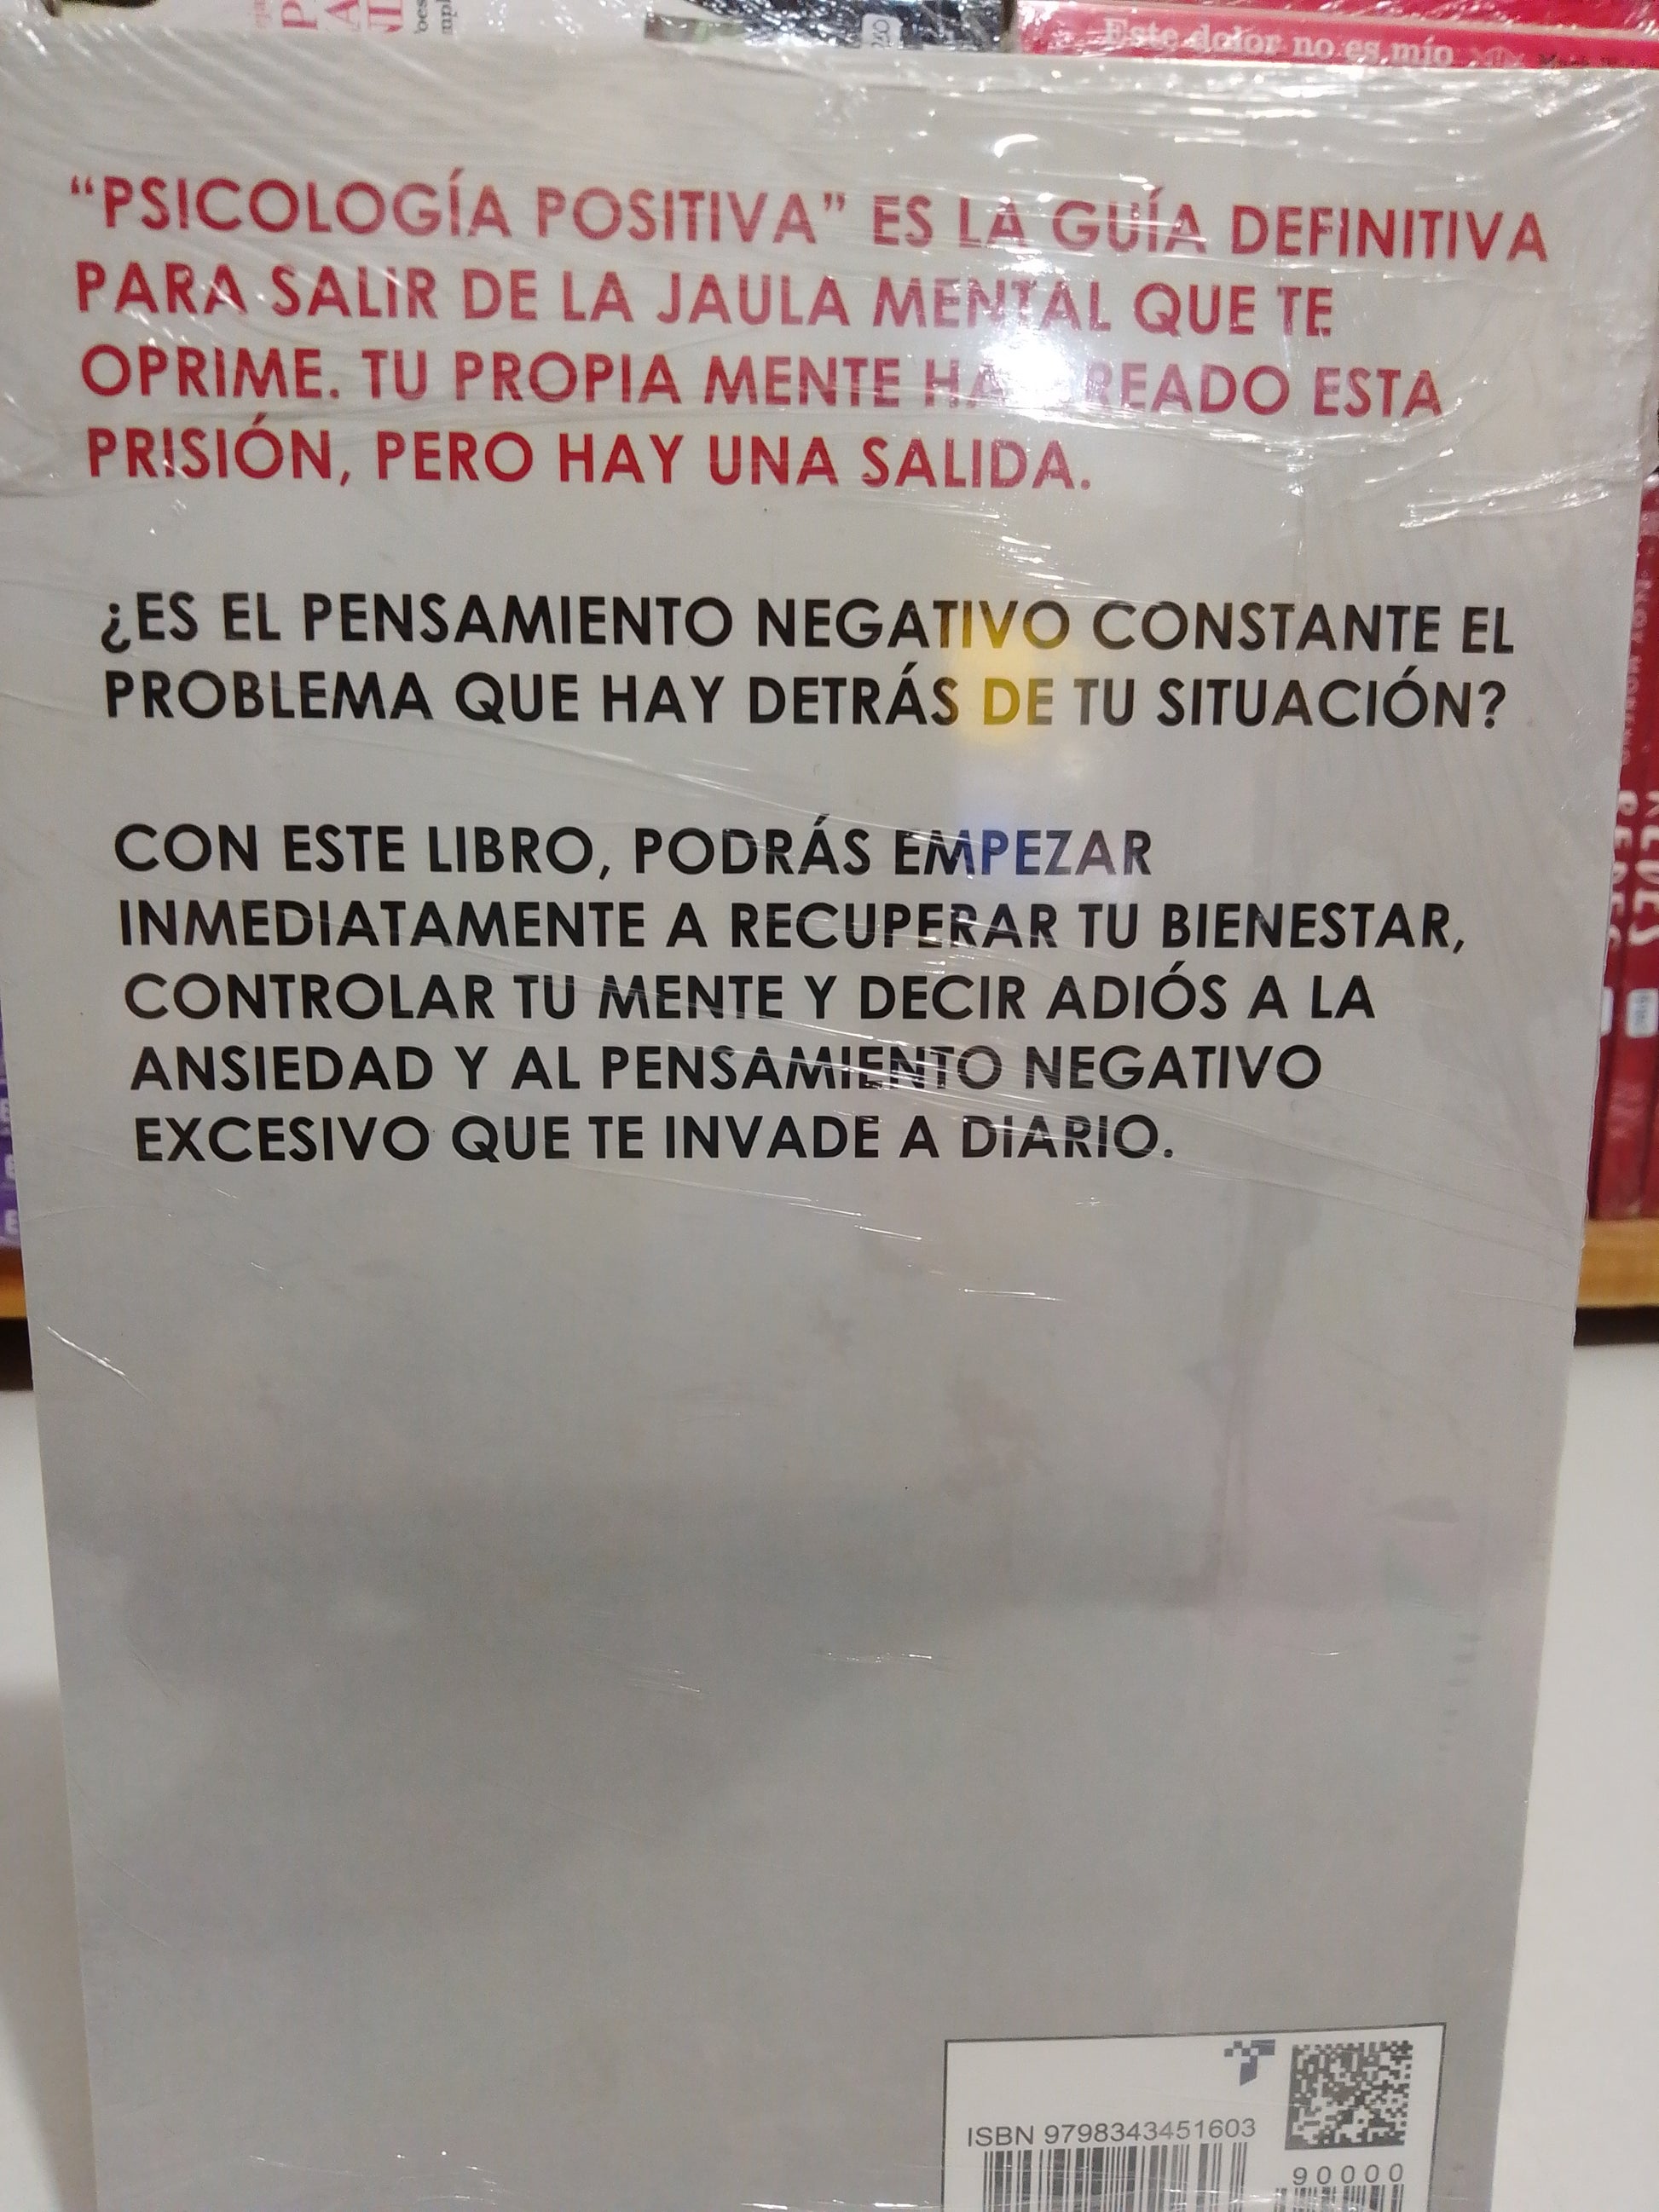 Este dolor no es mío
“PSICOLOGÍA POSITIVA” ES LA GUÍA DEFINITIVA
PARA SALIR DE LA JAULA MENTAL QUE TE
OPRIME. TU PROPIA MENTE HA CREADO ESTA
PRISIÓN, PERO HAY UNA SALIDA.
¿ES EL PENSAMIENTO NEGATIVO CONSTANTE EL
PROBLEMA QUE HAY DETRÁS DE TU SITUACIÓN?
CON ESTE LIBRO, PODRÁS EMPEZAR
INMEDIATAMENTE A RECUPERAR TU BIENESTAR,
CONTROLAR TU MENTE Y DECIR ADIÓS A LA
ANSIEDAD Y AL PENSAMIENTO NEGATIVO
EXCESIVO QUE TE INVADE A DIARIO.
ISBN 9798343451603
90000